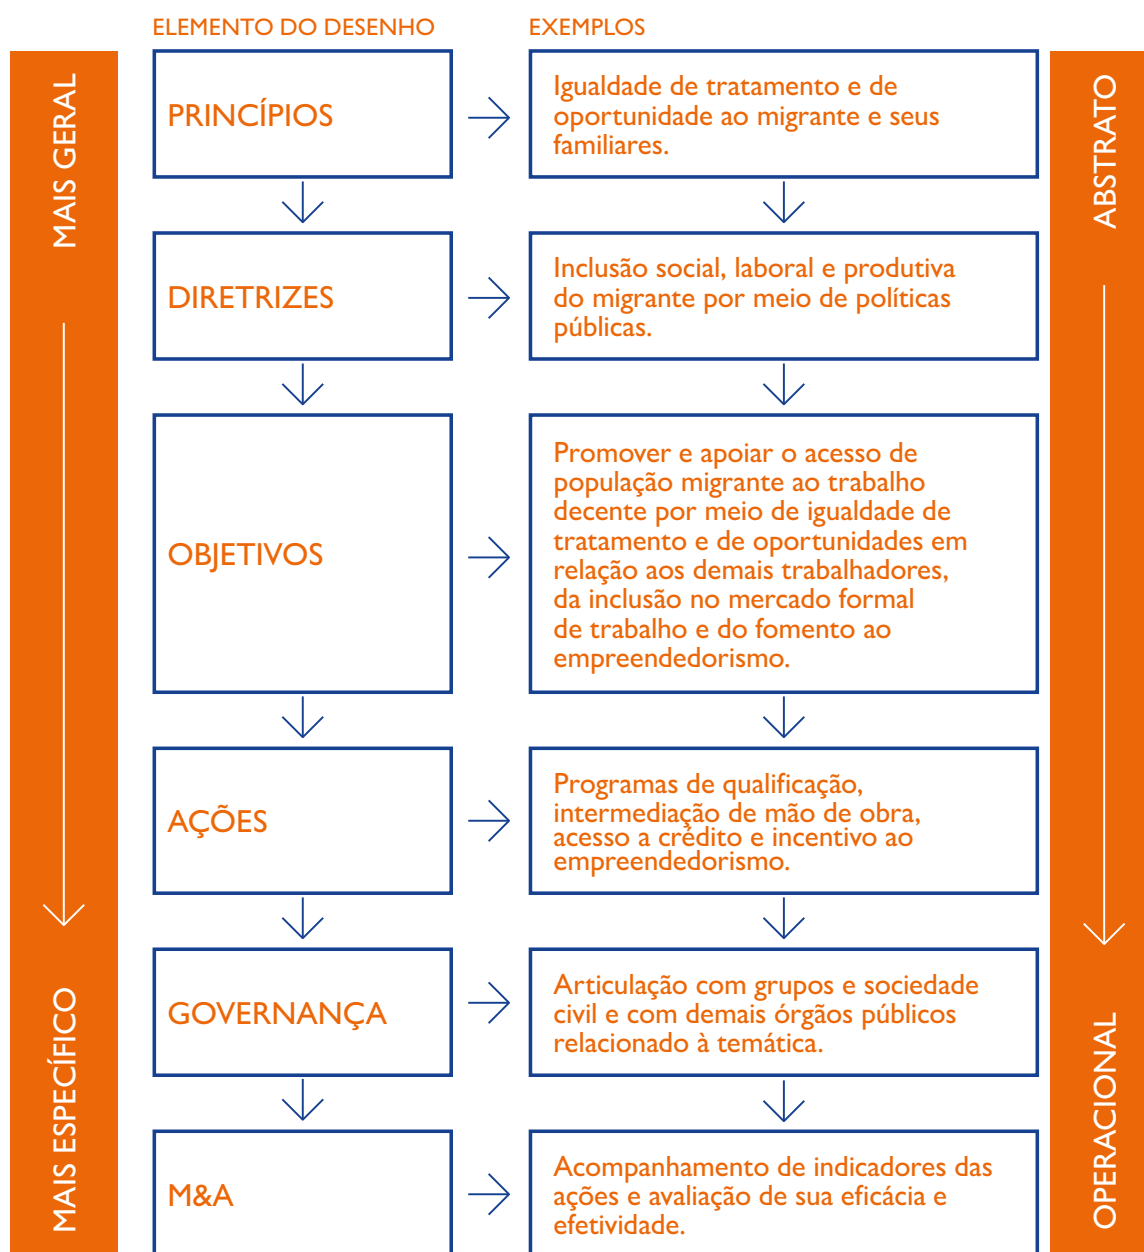 ELEMENTO DO DESENHO
EXEMPLOS
MAIS GERAL
ABSTRATO
PRINCÍPIOS
Igualdade de tratamento e de
oportunidade ao migrante e seus
familiares.
DIRETRIZES
Inclusão social, laboral e produtiva
do migrante por meio de políticas
públicas.
OBJETIVOS
Promover e apoiar o acesso de
população migrante ao trabalho
decente por meio de igualdade de
tratamento e de oportunidades em
relação aos demais trabalhadores,
da inclusão no mercado formal
de trabalho e do fomento ao
empreendedorismo.
AÇÕES
Programas de qualificação,
intermediação de mão de obra,
acesso a crédito e incentivo ao
empreendedorismo.
GOVERNANÇA
Articulação com grupos e sociedade
civil e com demais órgãos públicos
relacionado à temática.
M&A
Acompanhamento de indicadores das
ações e avaliação de sua eficácia e
efetividade.
MAIS ESPECÍFICO
OPERACIONAL